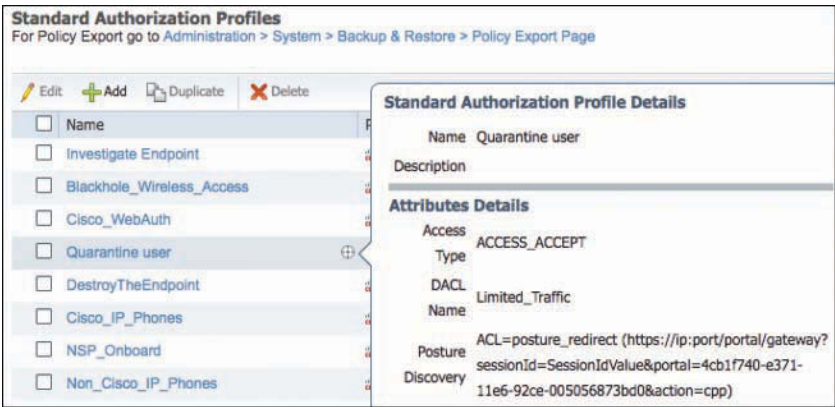 Standard Authorization Profiles
For Policy Export go to Administration > System > Backup & Restore > Policy Export Page
Edit Add Duplicate Delete
Name
Investigate Endpoint
Blackhole_Wireless_Access
Cisco_WebAuth
Quarantine user
DestroyTheEndpoint
Cisco_IP_Phones
NSP_Onboard
Non_Cisco_IP_Phones
Standard Authorization Profile Details
Name Quarantine user
Description
Attributes Details
Access
Type
ACCESS_ACCEPT
DACL
Name
Limited_Traffic
Posture
Discovery
ACL=posture_redirect (https://ip:port/portal/gateway?
sessionId=SessionIdValue&portal=4cb1f740-e371-
11e6-92ce-005056873bd0&action=cpp)